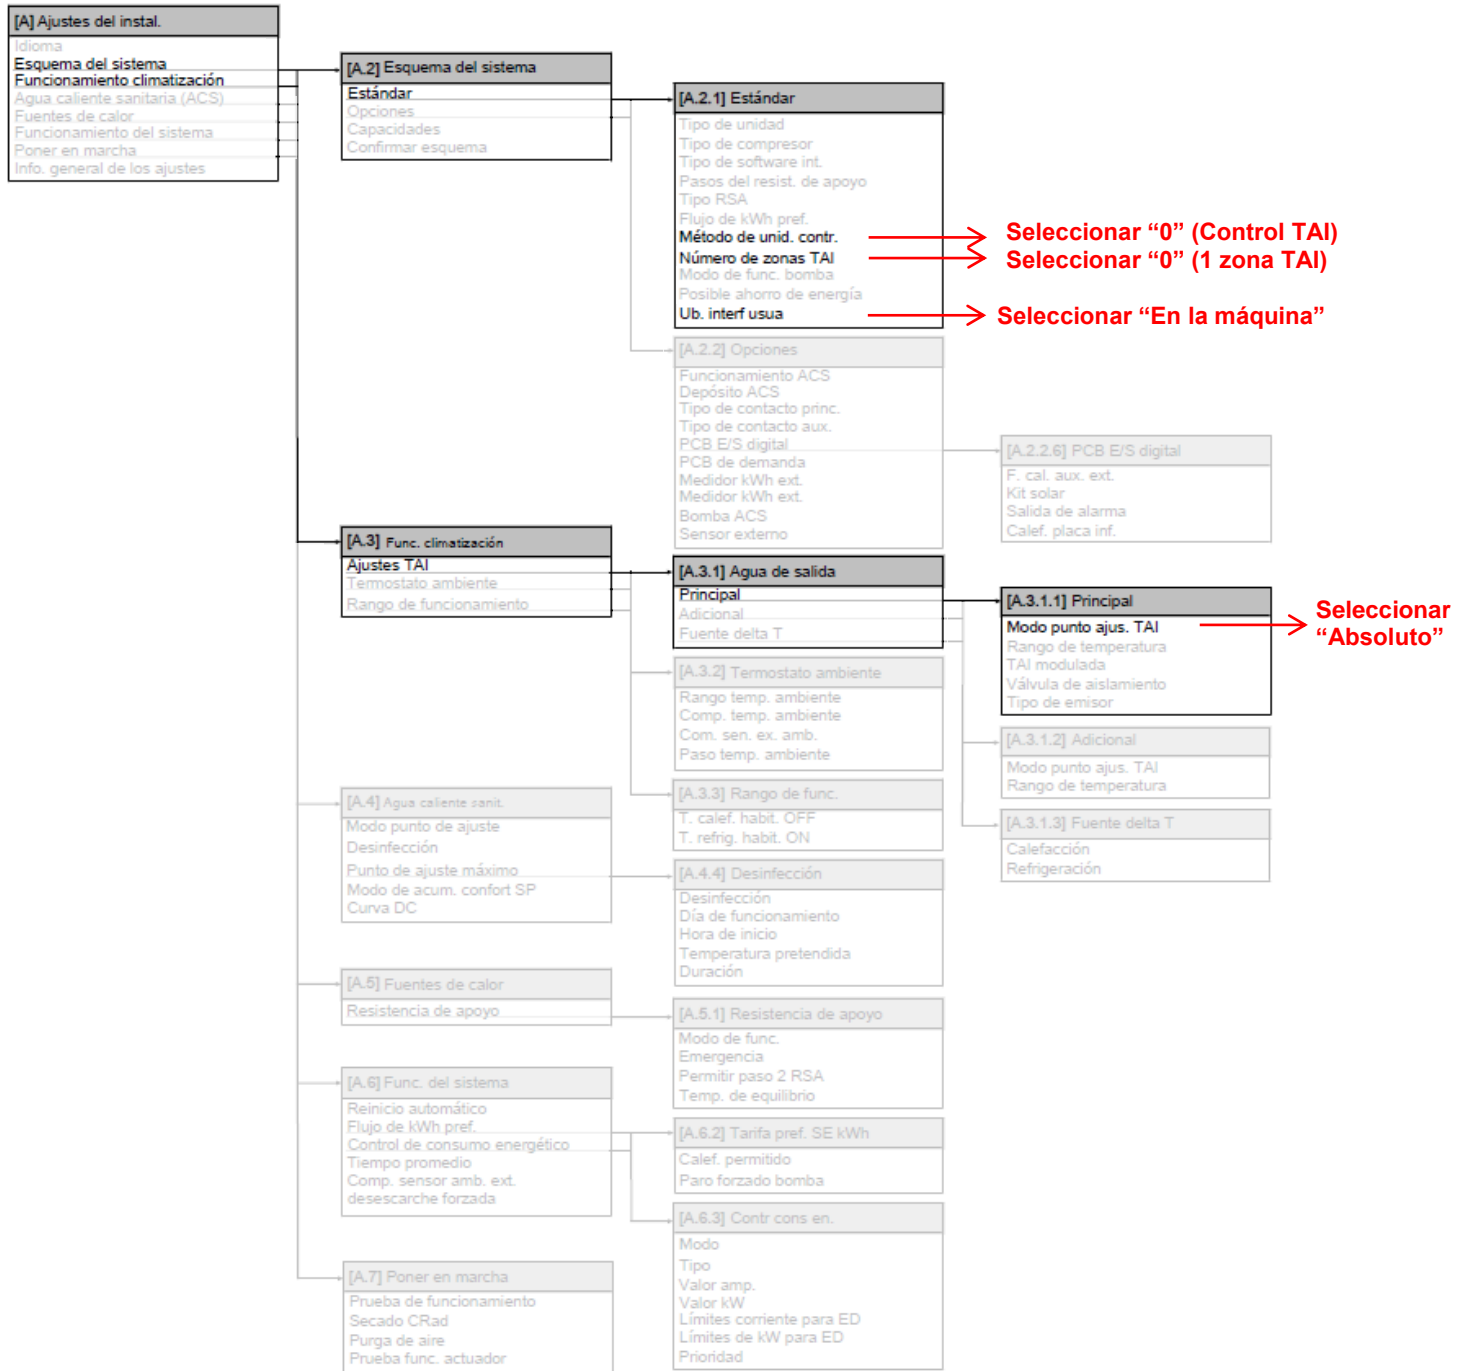 [A] Ajustes del instal.
Idioma
Esquema del sistema
Funcionamiento climatización
Agua caliente sanitaria (ACS)
Fuentes de calor
Funcionamiento del sistema
Poner en marcha
Info. general de los ajustes
[A.2] Esquema del sistema
Estándar
Opciones
Capacidades
Confirmar esquema
[A.2.1] Estándar
Tipo de unidad
Tipo de compresor
Tipo de software int.
Pasos del resist. de apoyo
Tipo RSA
Flujo de kWh pref.
Método de unid. contr.
Número de zonas TAI
Modo de func. bomba
Posible ahorro de energía
Ub. interf usua
Seleccionar “0” (Control TAI)
Seleccionar “0” (1 zona TAI)
Seleccionar “En la máquina”
[A.2.2] Opciones
Funcionamiento ACS
Depósito ACS
Tipo de contacto princ.
Tipo de contacto aux.
PCB E/S digital
PCB de demanda
Medidor kWh ext.
Medidor kWh ext.
Bomba ACS
Sensor externo
[A.2.2.6] PCB E/S digital
F. cal. aux. ext.
Kit solar
Salida de alarma
Calef. placa inf.
[A.3] Func. climatización
Ajustes TAI
Termostato ambiente
Rango de funcionamiento
[A.3.1] Agua de salida
Principal
Adicional
Fuente delta T
[A.3.1.1] Principal
Modo punto ajus. TAI
Rango de temperatura
TAI modulada
Válvula de aislamiento
Tipo de emisor
Seleccionar
“Absoluto”
[A.3.2] Termostato ambiente
Rango temp. ambiente
Comp. temp. ambiente
Com. sen. ex. amb.
Paso temp. ambiente
[A.3.1.2] Adicional
Modo punto ajus. TAI
Rango de temperatura
[A.3.3] Rango de func.
T. calef. habit. OFF
T. refrig. habit. ON
[A.3.1.3] Fuente delta T
Calefacción
Refrigeración
[A.4] Agua caliente sanit.
Modo punto de ajuste
Desinfección
Punto de ajuste máximo
Modo de acum. confort SP
Curva DC
[A.4.4] Desinfección
Desinfección
Día de funcionamiento
Hora de inicio
Temperatura pretendida
Duración
[A.5] Fuentes de calor
Resistencia de apoyo
[A.5.1] Resistencia de apoyo
Modo de func.
Emergencia
Permitir paso 2 RSA
Temp. de equilibrio
[A.6] Func. del sistema
Reinicio automático
Flujo de kWh pref.
Control de consumo energético
Tiempo promedio
Comp. sensor amb. ext.
desescarche forzada
[A.6.2] Tarifa pref. SE kWh
Calef. permitido
Paro forzado bomba
[A.6.3] Contr cons en.
Modo
Tipo
Valor amp.
Valor kW
Límites corriente para ED
Límites de kW para ED
Prioridad
[A.7] Poner en marcha
Prueba de funcionamiento
Secado CRad
Purga de aire
Prueba func. actuador